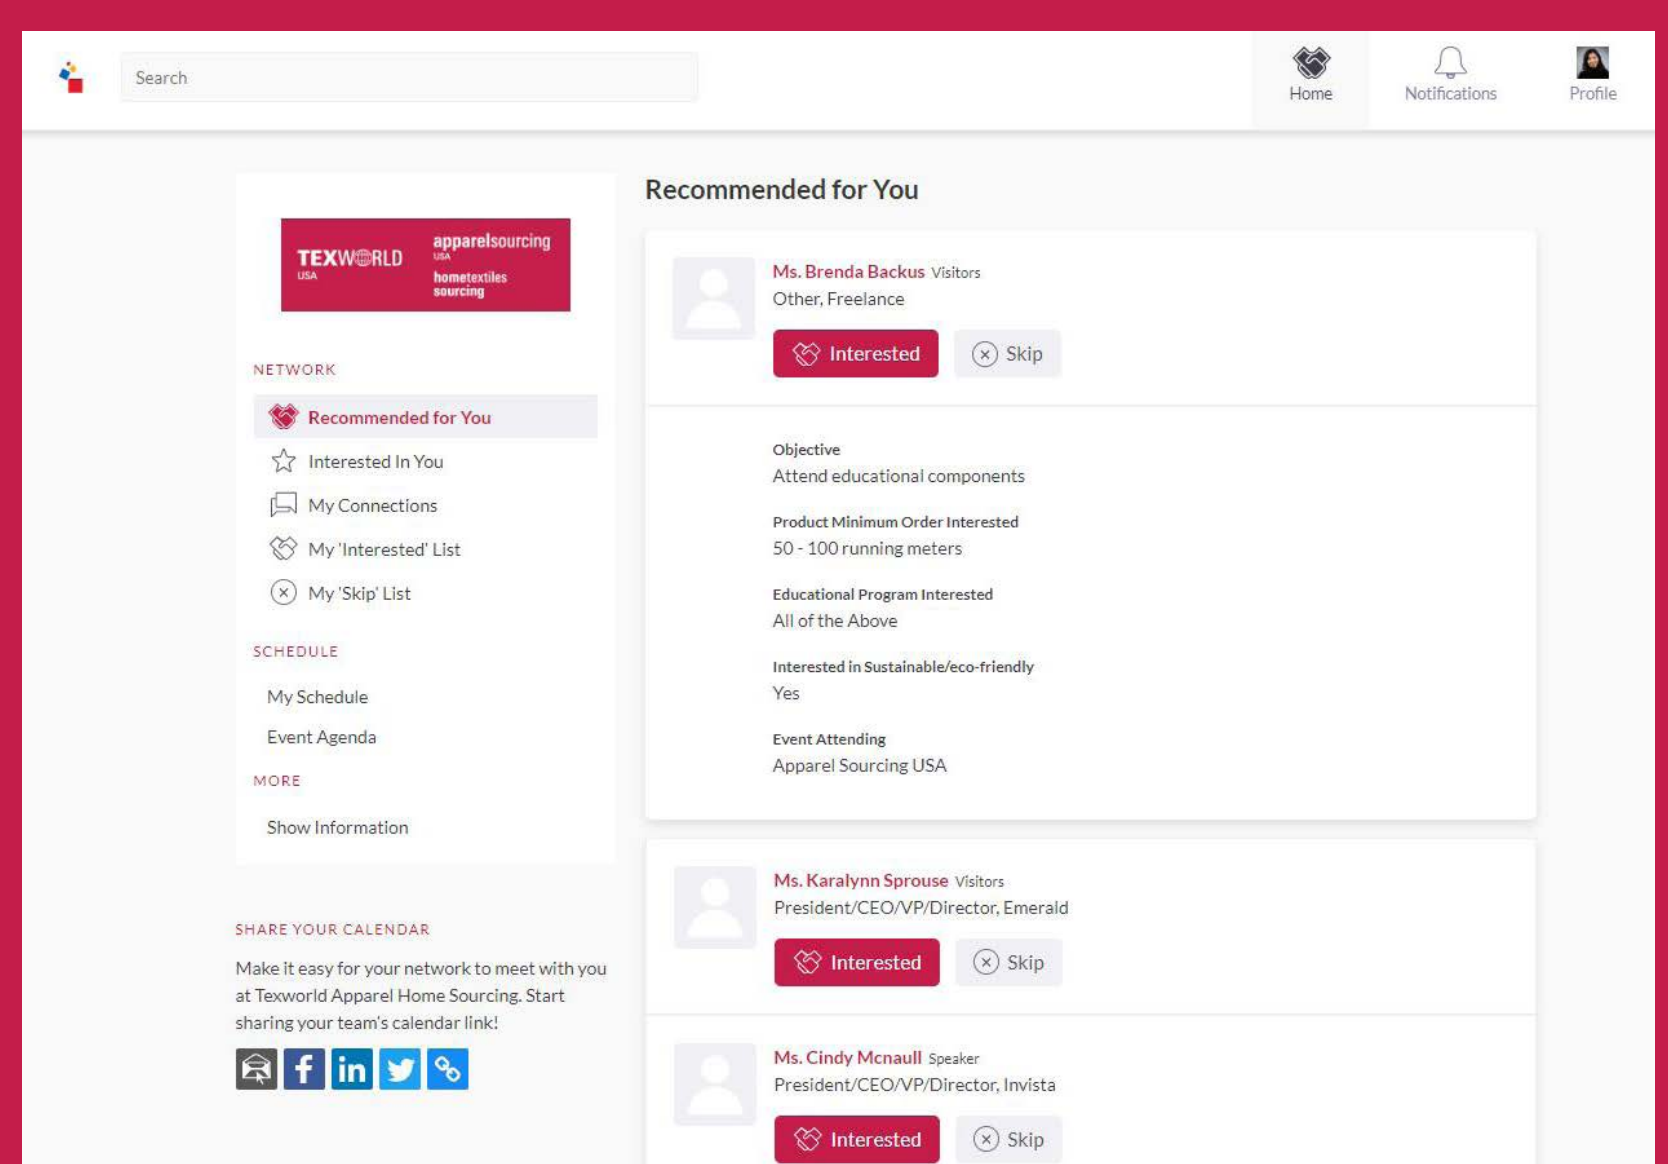 Search
Home
Notifications
Profile
TEXWORLD
USA
apparelsourcing
USA
hometextiles
sourcing
NETWORK
Recommended for You
Interested In You
My Connections
My 'Interested' List
My 'Skip' List
SCHEDULE
My Schedule
Event Agenda
MORE
Show Information
SHARE YOUR CALENDAR
Make it easy for your network to meet with you
at Texworld Apparel Home Sourcing. Start
sharing your team's calendar link!
Recommended for You
Ms. Brenda Backus Visitors
Other, Freelance
Interested Skip
Objective
Attend educational components
Product Minimum Order Interested
50 - 100 running meters
Educational Program Interested
All of the Above
Interested in Sustainable/eco-friendly
Yes
Event Attending
Apparel Sourcing USA
Ms. Karalynn Sprouse Visitors
President/CEO/VP/Director, Emerald
Interested Skip
Ms. Cindy Mcnaull Speaker
President/CEO/VP/Director, Invista
Interested Skip